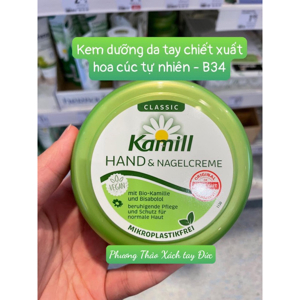 Kem dưỡng da tay chiết xuất
hoa cúc tự nhiên - B34
CLASSIC
Kamill
HAND & NAGELCREME
VEGAN
ORIGINAL
mit Bio-Kamille
und Bisabolol
beruhigende Pflege
und Schutz für
normale Haut
MIKROPLASTIKFREI
Phương Thảo Xách tay Đức